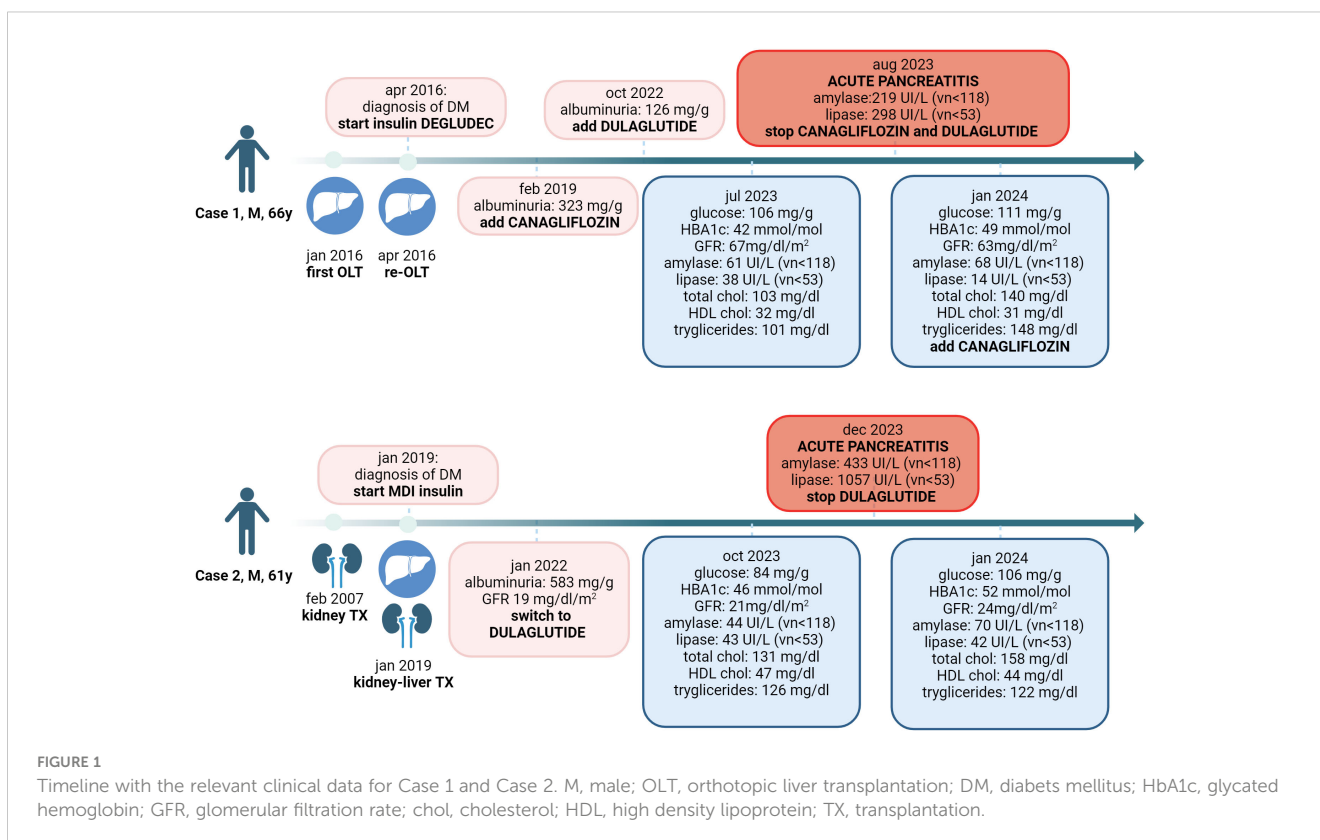 apr 2016:
diagnosis of DM
start insulin DEGLUDEC
oct 2022
albuminuria: 126 mg/g
add DULAGLUTIDE
aug 2023
ACUTE PANCREATITIS
amylase:219 UI/L (vn<118)
lipase: 298 UI/L (vn<53)
stop CANAGLIFLOZIN and DULAGLUTIDE
Case 1, M, 66y
jan 2016
first OLT
apr 2016
re-OLT
feb 2019
albuminuria: 323 mg/g
add CANAGLIFLOZIN
jul 2023
glucose: 106 mg/g
HBA1c: 42 mmol/mol
GFR: 67mg/dl/m²
amylase: 61 UI/L (vn<118)
lipase: 38 UI/L (vn<53)
total chol: 103 mg/dl
HDL chol: 32 mg/dl
tryglicerides: 101 mg/dl
jan 2024
glucose: 111 mg/g
HBA1c: 49 mmol/mol
GFR: 63mg/dl/m²
amylase: 68 UI/L (vn<118)
lipase: 14 UI/L (vn<53)
total chol: 140 mg/dl
HDL chol: 31 mg/dl
tryglicerides: 148 mg/dl
add CANAGLIFLOZIN
jan 2019:
diagnosis of DM
start MDI insulin
dec 2023
ACUTE PANCREATITIS
amylase: 433 UI/L (vn<118)
lipase: 1057 UI/L (vn<53)
stop DULAGLUTIDE
Case 2, M, 61y
feb 2007
kidney TX
jan 2019
kidney-liver TX
jan 2022
albuminuria: 583 mg/g
GFR 19 mg/dl/m²
switch to
DULAGLUTIDE
oct 2023
glucose: 84 mg/g
HBA1c: 46 mmol/mol
GFR: 21mg/dl/m²
amylase: 44 UI/L (vn<118)
lipase: 43 UI/L (vn<53)
total chol: 131 mg/dl
HDL chol: 47 mg/dl
tryglicerides: 126 mg/dl
jan 2024
glucose: 106 mg/g
HBA1c: 52 mmol/mol
GFR: 24mg/dl/m²
amylase: 70 UI/L (vn<118)
lipase: 42 UI/L (vn<53)
total chol: 158 mg/dl
HDL chol: 44 mg/dl
tryglicerides: 122 mg/dl
FIGURE 1
Timeline with the relevant clinical data for Case 1 and Case 2. M, male; OLT, orthotopic liver transplantation; DM, diabets mellitus; HbA1c, glycated
hemoglobin; GFR, glomerular filtration rate; chol, cholesterol; HDL, high density lipoprotein; TX, transplantation.